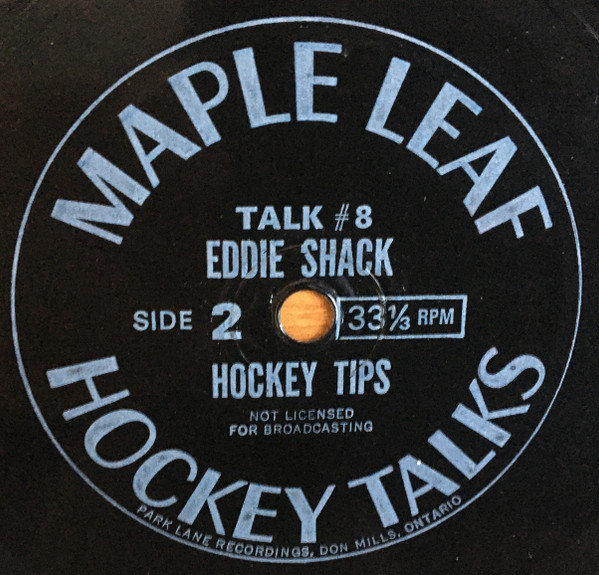 MAPLE LEAF
TALK #8
EDDIE SHACK
SIDE 2
33⅓ RPM
HOCKEY TIPS
NOT LICENSED
FOR BROADCASTING
HOCKEY TALKS
PARK LANE RECORDINGS, DON MILLS, ONTARIO